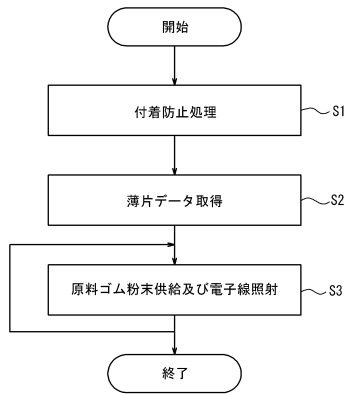 開始
付着防止処理
S1
薄片データ取得
S2
原料ゴム粉末供給及び電子線照射
S3
終了